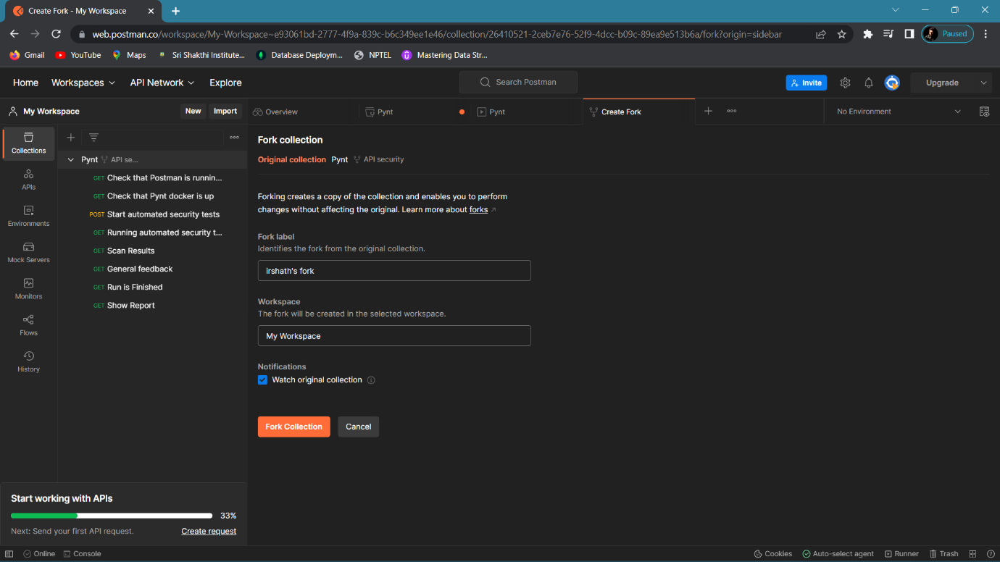 Create Fork - My Workspace
web.postman.co/workspace/My-Workspace~e93061bd-2777-4f9a-839c-b6c349ee1e46/collection/26410521-2ceb7e76-52f9-4dcc-b09c-89ea9e513b6a/fork?origin=sidebar
Paused
Gmail YouTube Maps Sri Shakthi Institute... Database Deploym... NPTEL Mastering Data Str...
Home Workspaces API Network Explore Search Postman Invite Upgrade
My Workspace New Import Overview Pynt Pynt Create Fork No Environment
Collections
APIs
Environments
Mock Servers
Monitors
Flows
History
Pynt API se...
GET Check that Postman is runnin...
GET Check that Pynt docker is up
POST Start automated security tests
GET Running automated security t...
GET Scan Results
GET General feedback
GET Run is Finished
GET Show Report
Fork collection
Original collection Pynt API security
Forking creates a copy of the collection and enables you to perform
changes without affecting the original. Learn more about forks
Fork label
Identifies the fork from the original collection.
irshath's fork
Workspace
The fork will be created in the selected workspace.
My Workspace
Notifications
Watch original collection
Fork Collection Cancel
Start working with APIs
33%
Next: Send your first API request. Create request
Online Console Cookies Auto-select agent Runner Trash